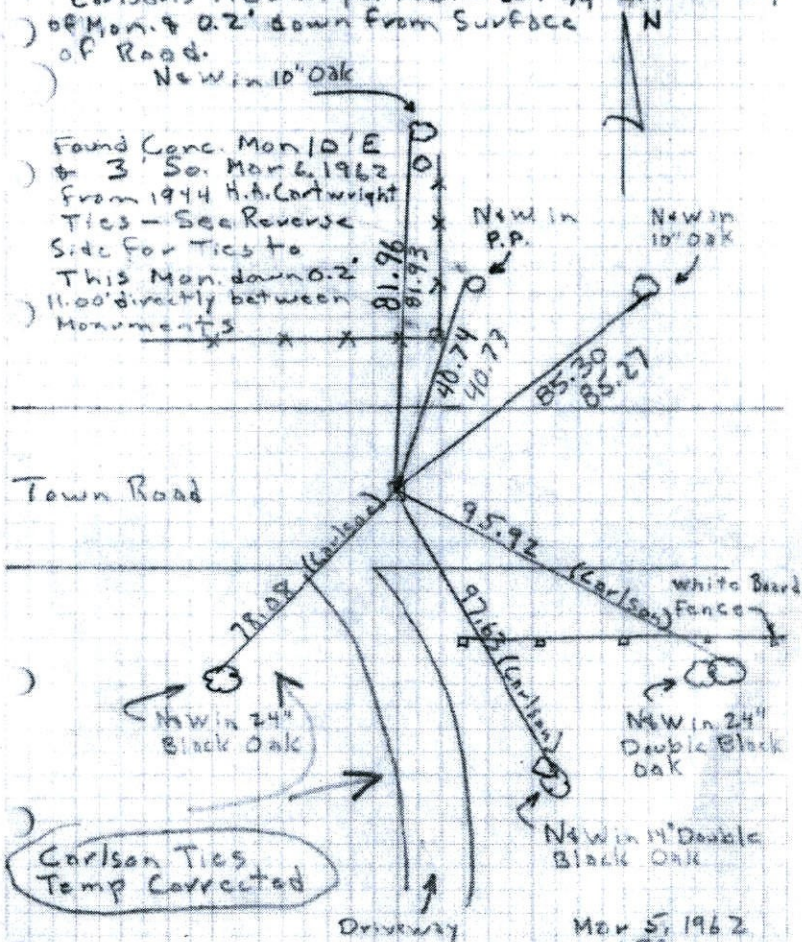 of Mon. & 0.2' down from Surface
of Road.
N
N&W in 10" Oak
Found Conc. Mon 10'E
& 3' So. Mar 6, 1962
from 1944 H.A. Cartwright
Ties - See Reverse
Side For Ties to
This Mon. down 0.2'
11.00' directly between
Monuments
N&W in
P.P.
N&W in
10" Oak
81.96
81.93
40.74
40.73
85.30
85.27
Town Road
78.08 (Carlson)
95.92 (Carlson)
97.63 (Carlson)
White Board
Fence
N&W in 24"
Black Oak
N&W in 24"
Double Black
Oak
N&W in 14" Double
Black Oak
Carlson Ties
Temp Corrected
Driveway
Mar 5, 1962